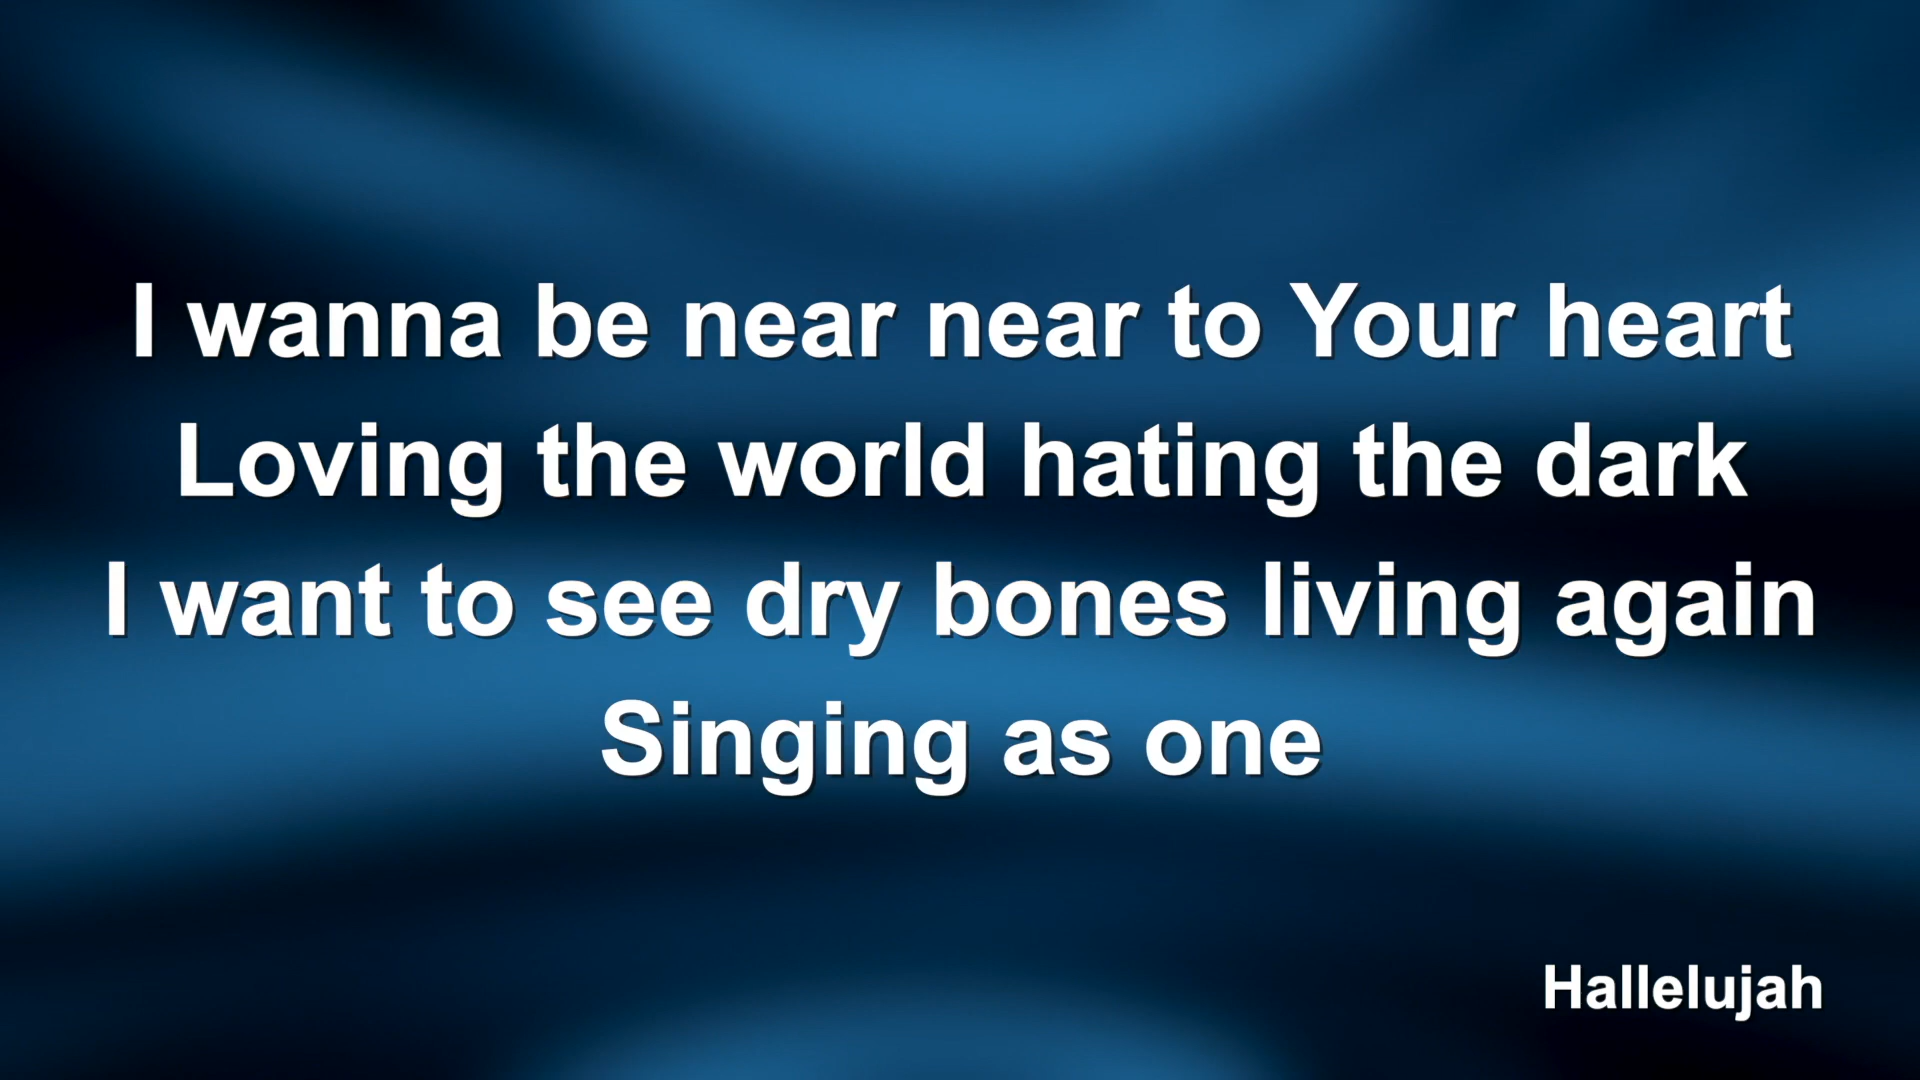 I wanna be near near to Your heart
Loving the world hating the dark
I want to see dry bones living again
Singing as one
Hallelujah